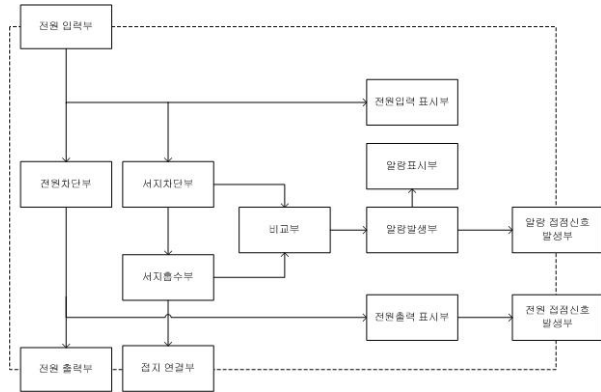 전원 입력부
전원입력 표시부
알람표시부
전원차단부
서지차단부
비교부
알람발생부
알람 접점신호
발생부
서지흡수부
전원출력 표시부
전원 접점신호
발생부
전원 출력부
접지 연결부